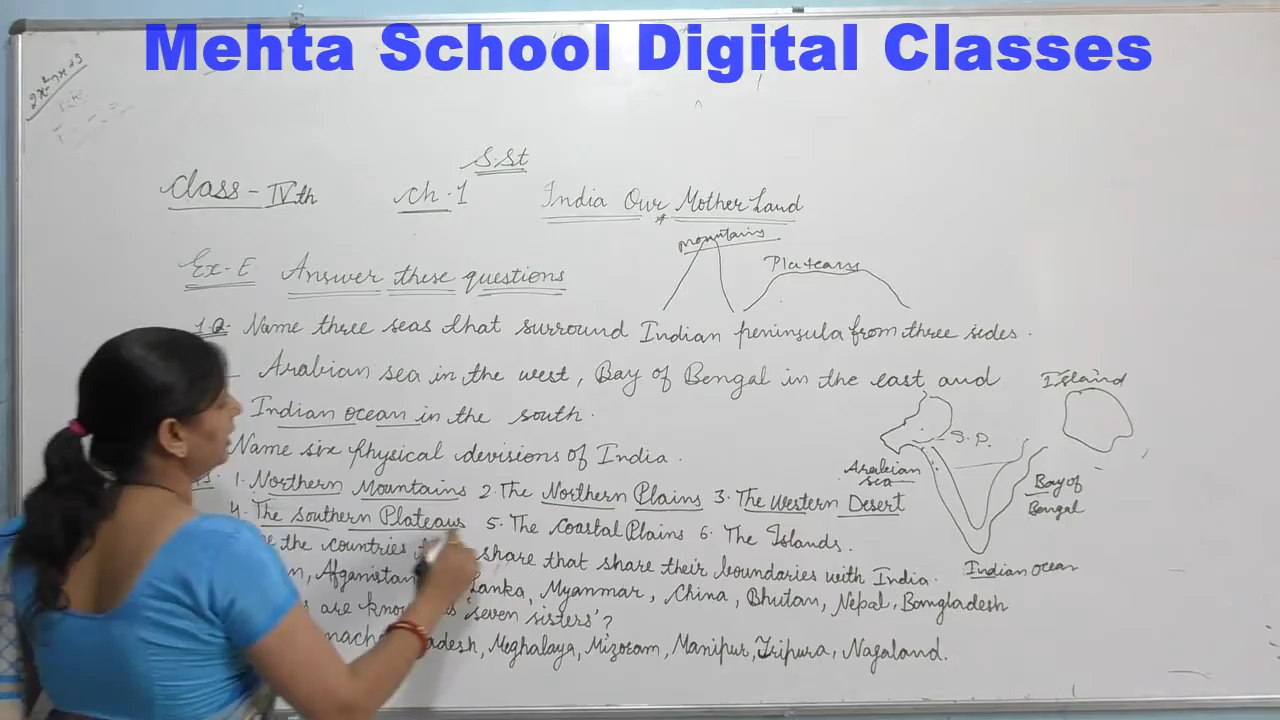 Mehta School Digital Classes
S.St
Class - IVth Ch.1 India Our Mother Land
mountains
Plateaus
Ex-E Answer these questions
1.Q. Name three seas that surround Indian peninsula from three sides.
Arabian sea in the west, Bay of Bengal in the east and
Indian ocean in the south.
Name six physical devisions of India.
1. Northern Mountains 2. The Northern Plains 3. The Western Desert
4. The Southern Plateaus 5. The Coastal Plains 6. The Islands.
the countries share that share their boundaries with India.
Afganistan Lanka, Myanmar, China, Bhutan, Nepal, Bangladesh
are known as 'seven sisters'?
Meghalaya, Mizoram, Manipur, Tripura, Nagaland.
Island
S.P.
Arabian
sea
Bay of
Bengal
Indian Ocean